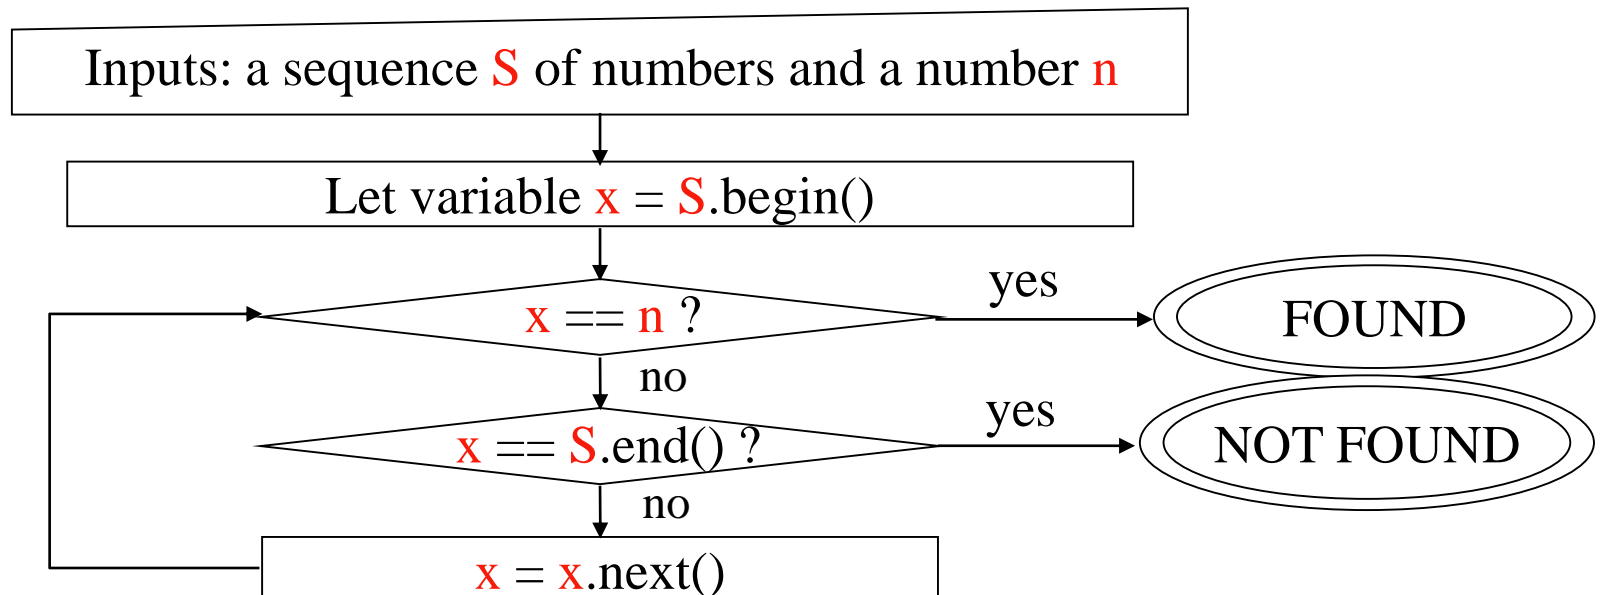 Inputs: a sequence S of numbers and a number n
Let variable x = S.begin()
x == n ?
yes
FOUND
no
x == S.end() ?
yes
NOT FOUND
no
x = x.next()